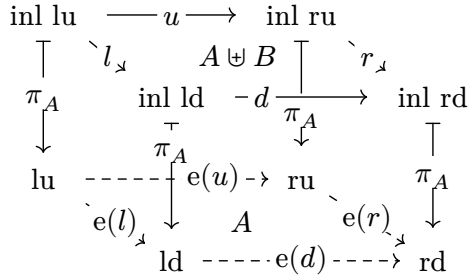 inl lu u inl ru
l A ⊎ B r
inl ld d inl rd
π_A π_A
π_A π_A
lu e(u) ru
e(l) A e(r)
ld e(d) rd